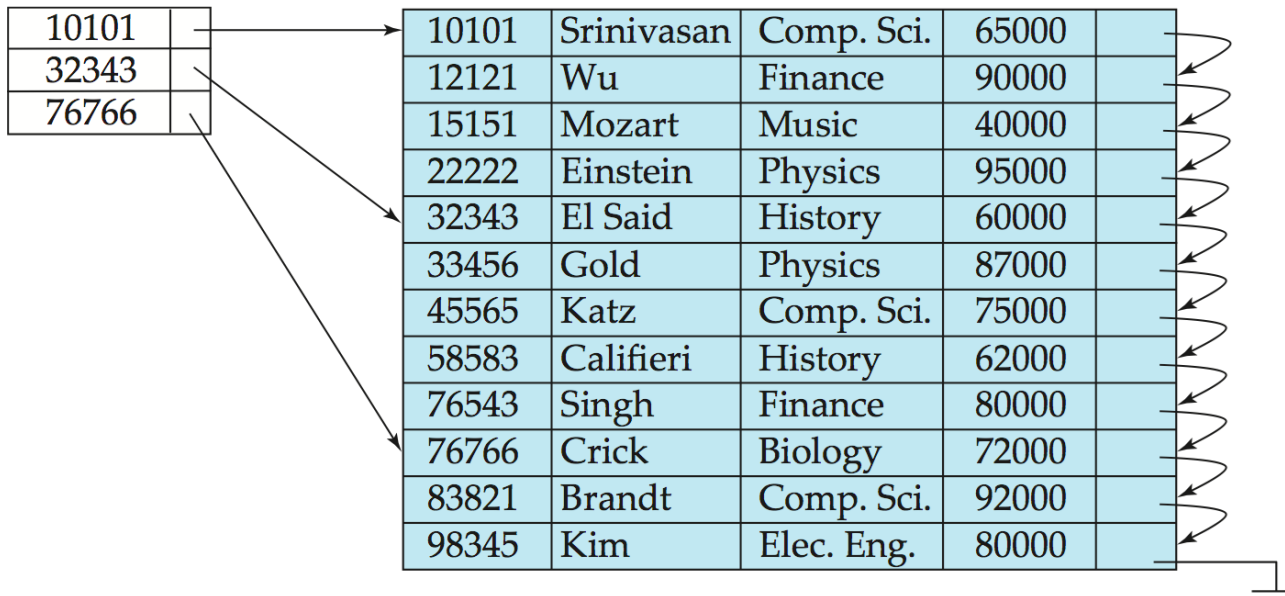 10101
32343
76766
10101 Srinivasan Comp. Sci. 65000
12121 Wu Finance 90000
15151 Mozart Music 40000
22222 Einstein Physics 95000
32343 El Said History 60000
33456 Gold Physics 87000
45565 Katz Comp. Sci. 75000
58583 Califieri History 62000
76543 Singh Finance 80000
76766 Crick Biology 72000
83821 Brandt Comp. Sci. 92000
98345 Kim Elec. Eng. 80000